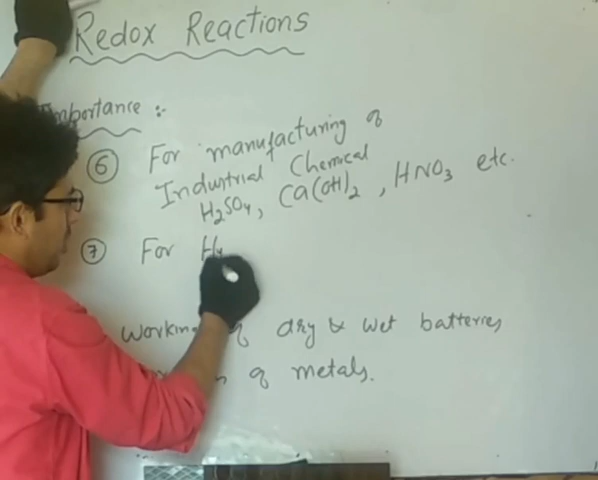 Redox Reactions
Importance :-
⑥ For manufacturing of
Industrial Chemical
H₂SO₄, Ca(OH)₂, HNO₃ etc.
⑦ For Hy
Working of dry & wet batteries
of metals.